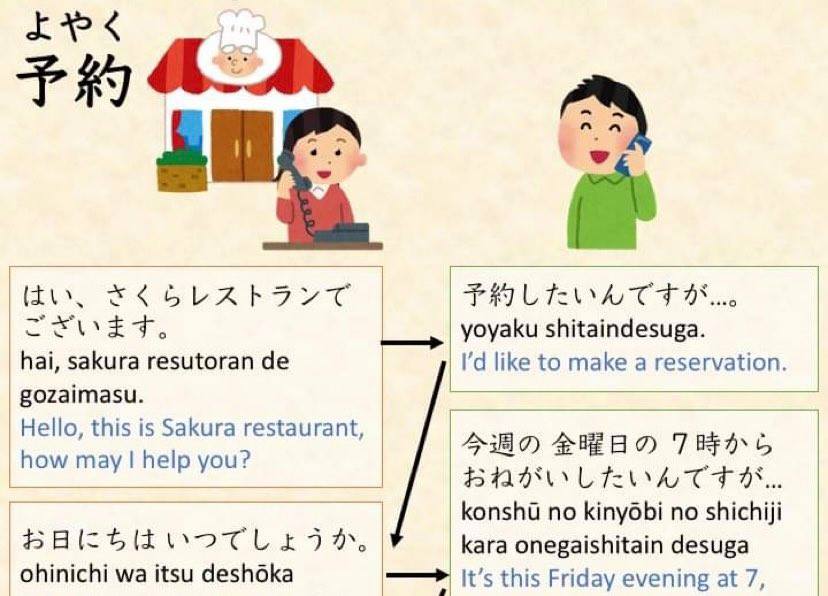 よやく
予約
はい、さくらレストランで
ございます。
hai, sakura resutoran de
gozaimasu.
Hello, this is Sakura restaurant,
how may I help you?
予約したいんですが…。
yoyaku shitaindesuga.
I'd like to make a reservation.
お日にちは いつでしょうか。
ohinichi wa itsu deshōka
今週の 金曜日の ７時から
おねがいしたいんですが…
konshū no kinyōbi no shichiji
kara onegaishitain desuga
It's this Friday evening at 7,